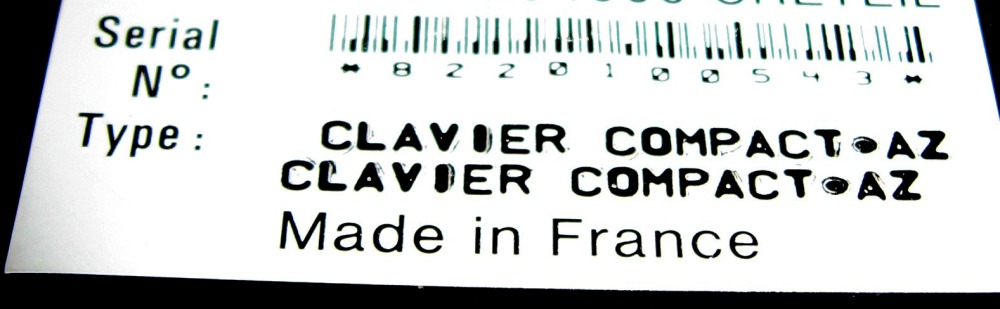 Serial
N° : *8220100543*
Type : CLAVIER COMPACT•AZ
CLAVIER COMPACT•AZ
Made in France